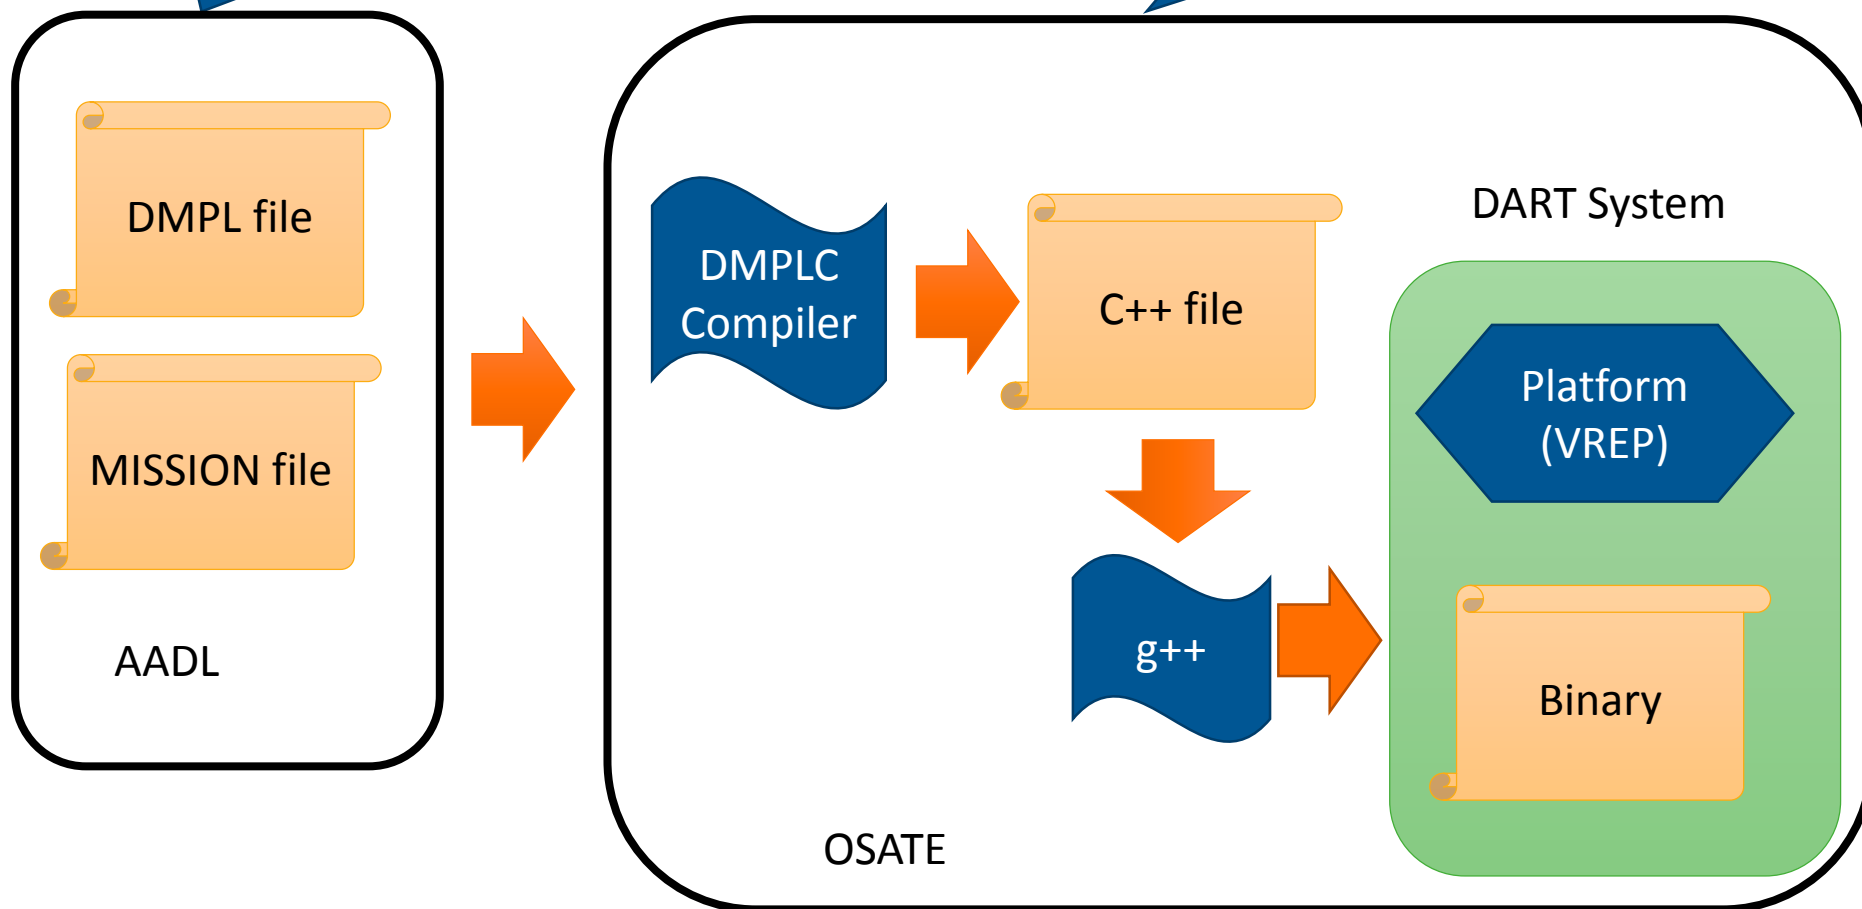 DMPL file
MISSION file
AADL
DMPLC
Compiler
C++ file
g++
DART System
Platform
(VREP)
Binary
OSATE